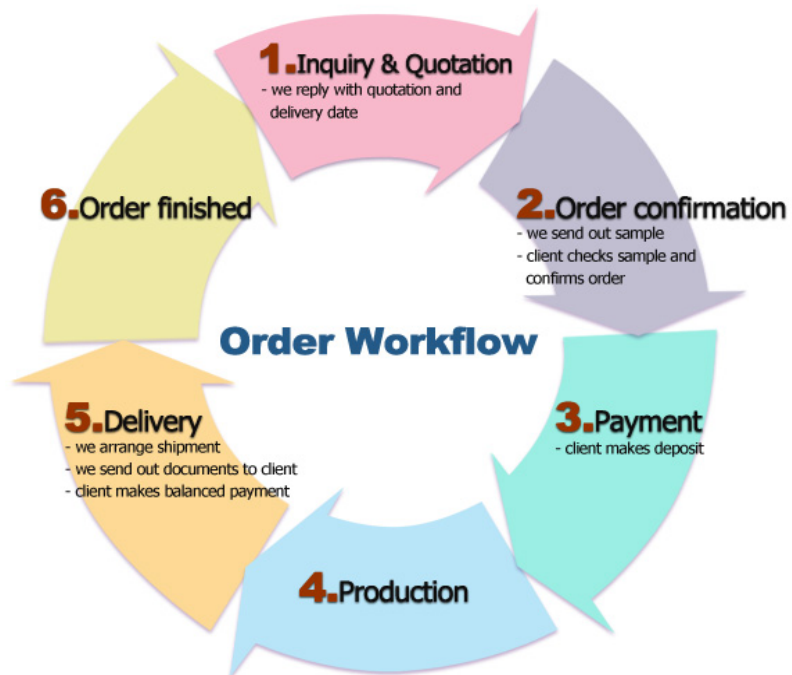 1.Inquiry & Quotation
- we reply with quotation and
delivery date
2.Order confirmation
- we send out sample
- client checks sample and
confirms order
3.Payment
- client makes deposit
4.Production
5.Delivery
- we arrange shipment
- we send out documents to client
- client makes balanced payment
6.Order finished
Order Workflow